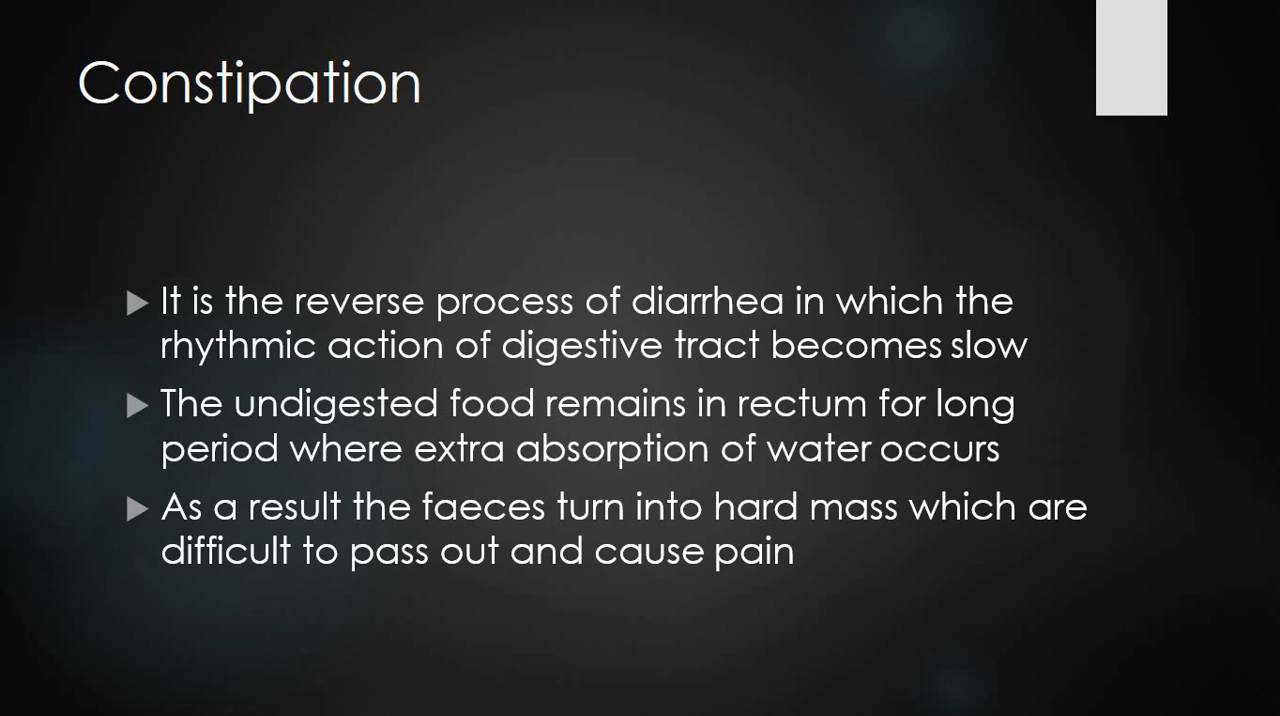 Constipation
It is the reverse process of diarrhea in which the
rhythmic action of digestive tract becomes slow
The undigested food remains in rectum for long
period where extra absorption of water occurs
As a result the faeces turn into hard mass which are
difficult to pass out and cause pain